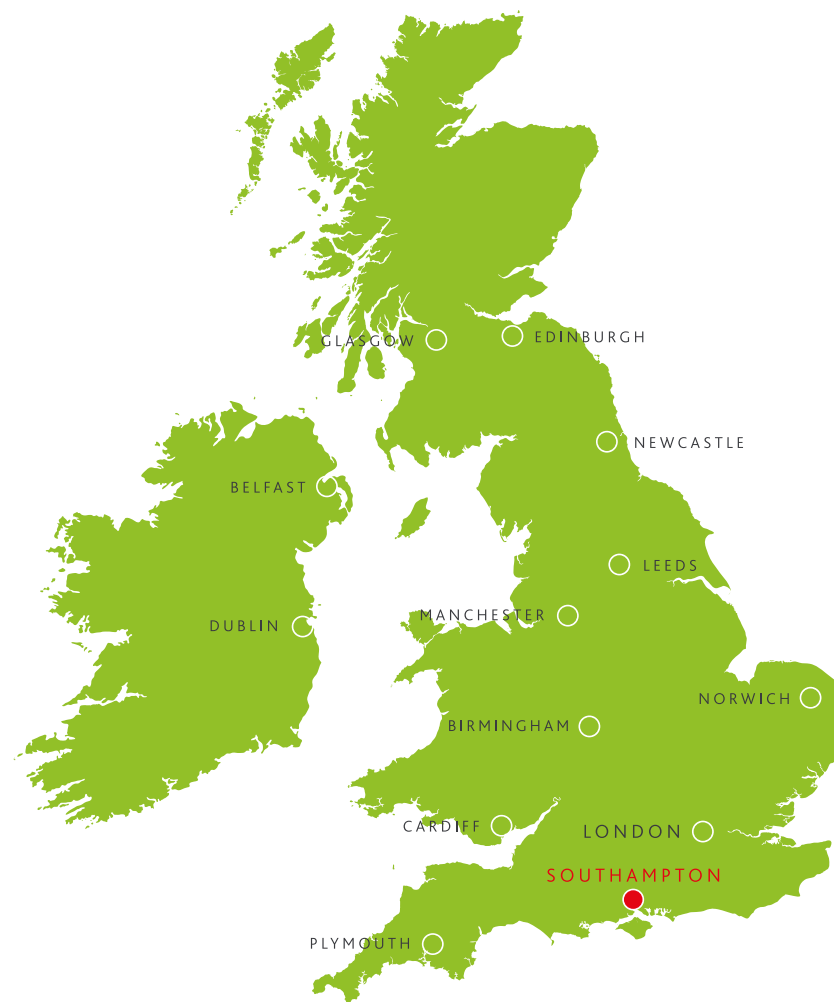 GLASGOW
EDINBURGH
NEWCASTLE
BELFAST
LEEDS
MANCHESTER
DUBLIN
NORWICH
BIRMINGHAM
CARDIFF
LONDON
SOUTHAMPTON
PLYMOUTH